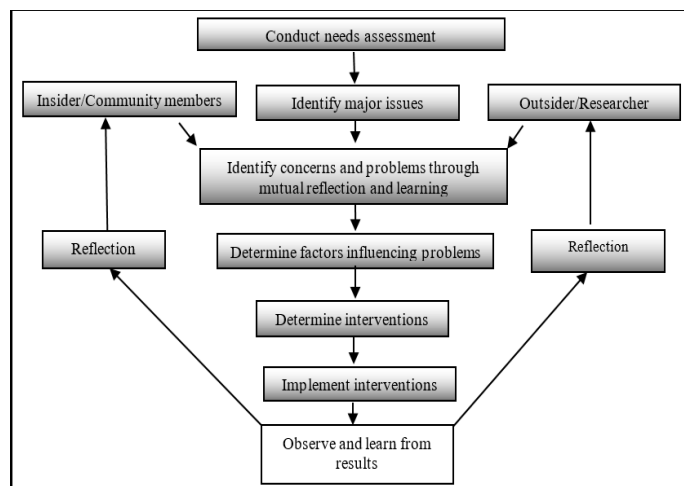 Conduct needs assessment
Insider/Community members
Identify major issues
Outsider/Researcher
Identify concerns and problems through
mutual reflection and learning
Reflection
Determine factors influencing problems
Reflection
Determine interventions
Implement interventions
Observe and learn from
results